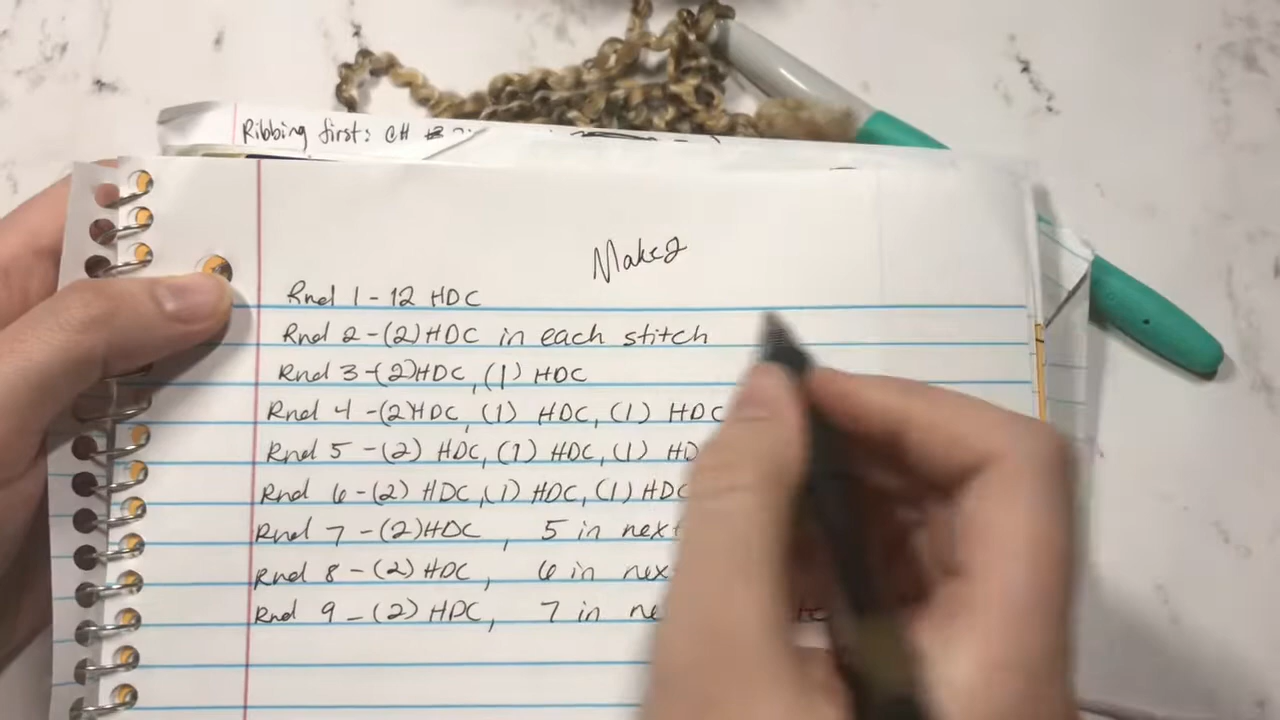 Ribbing first: CH
Make 2
Rnd 1 - 12 HDC
Rnd 2 - (2) HDC in each stitch
Rnd 3 - (2) HDC, (1) HDC
Rnd 4 - (2) HDC, (1) HDC, (1) HDC
Rnd 5 - (2) HDC, (1) HDC, (1) HD
Rnd 6 - (2) HDC, (1) HDC, (1) HDC
Rnd 7 - (2) HDC, 5 in next
Rnd 8 - (2) HDC, 6 in nex
Rnd 9 - (2) HDC, 7 in ne